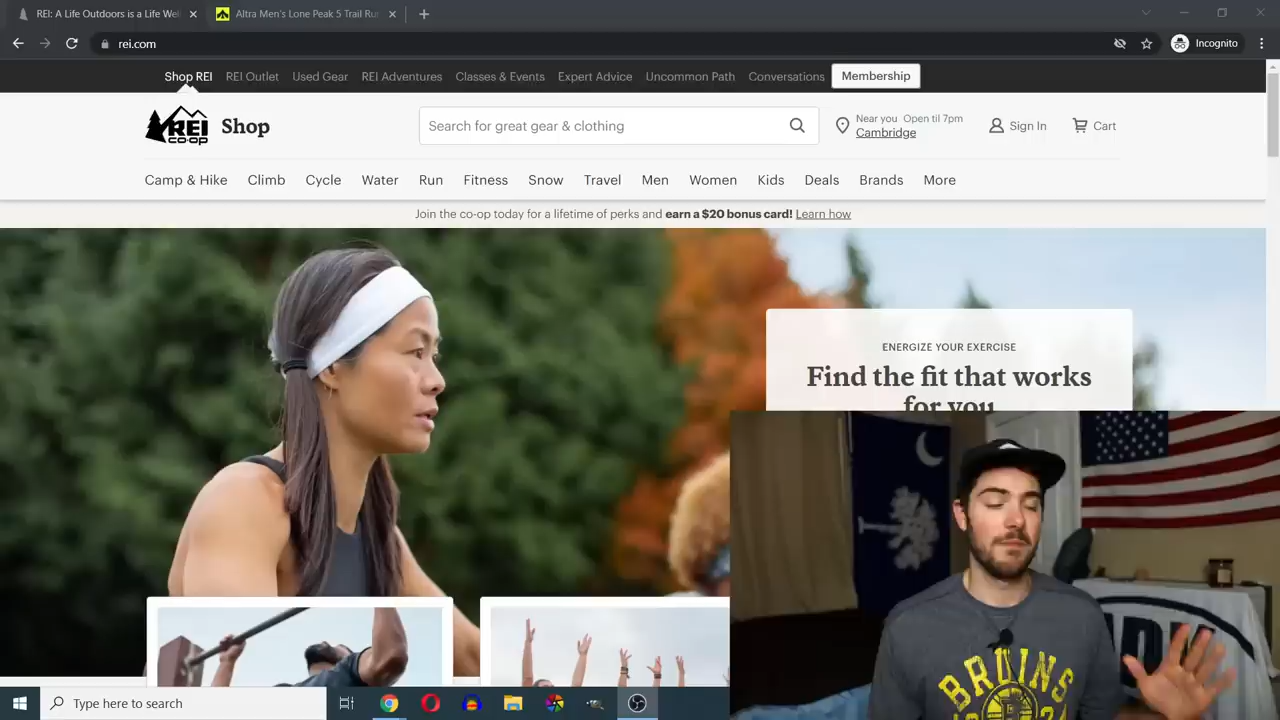 REI: A Life Outdoors is a Life Wel
Altra Men's Lone Peak 5 Trail Ru
rei.com
Incognito
Shop REI
REI Outlet
Used Gear
REI Adventures
Classes & Events
Expert Advice
Uncommon Path
Conversations
Membership
REI
co·op
Shop
Search for great gear & clothing
Near you Open til 7pm
Cambridge
Sign In
Cart
Camp & Hike
Climb
Cycle
Water
Run
Fitness
Snow
Travel
Men
Women
Kids
Deals
Brands
More
Join the co-op today for a lifetime of perks and earn a $20 bonus card! Learn how
ENERGIZE YOUR EXERCISE
Find the fit that works
for you
BRUINS
B
Type here to search